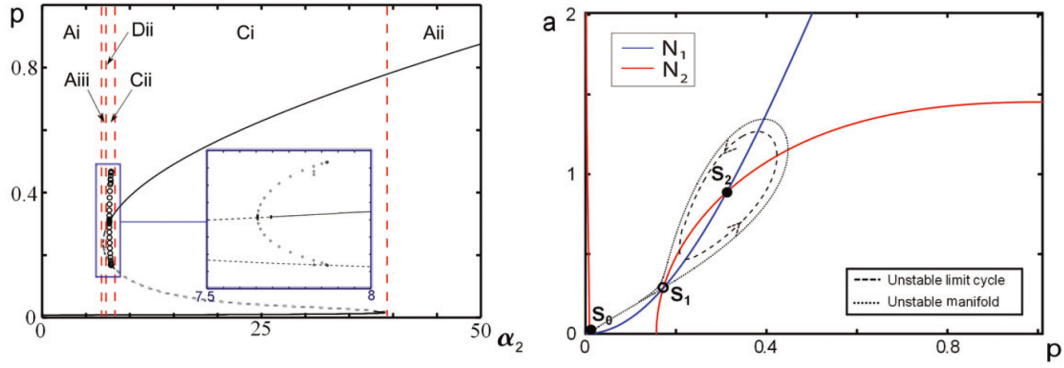 p
Ai
Dii
Ci
Aii
Aiii
Cii
0.8
0.4
0
7.5
8
0
25
50
α₂
a
2
1
0
N₁
N₂
S₂
S₁
S₀
Unstable limit cycle
Unstable manifold
0
0.4
0.8
p